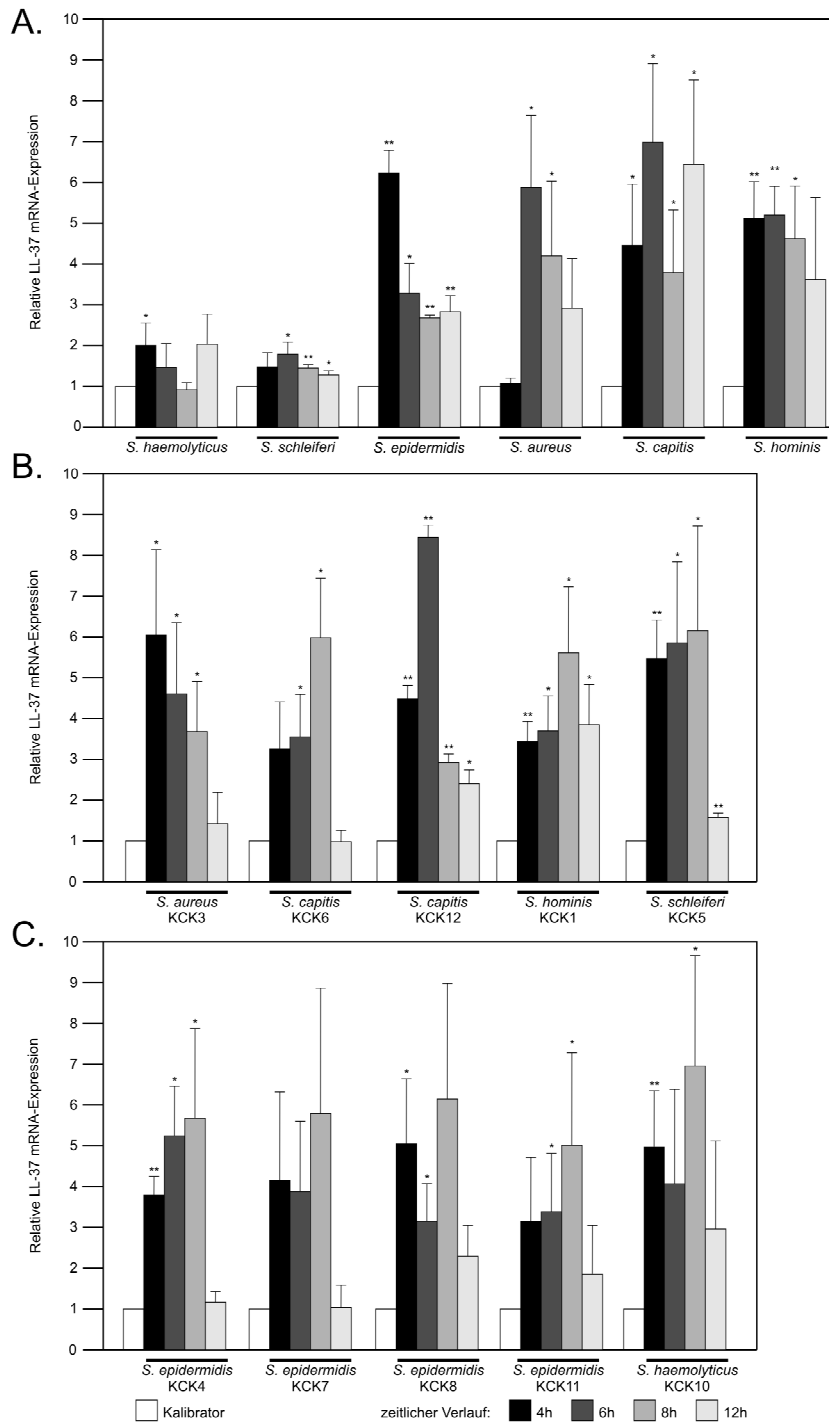 A.
Relative LL-37 mRNA-Expression
10
9
8
7
6
5
4
3
2
1
0
* * ** * ** * ** * ** * * * * * * ** ** *
S. haemolyticus S. schleiferi S. epidermidis S. aureus S. capitis S. hominis
B.
Relative LL-37 mRNA-Expression
10
9
8
7
6
5
4
3
2
1
0
* * * * * ** ** ** * ** * * * ** * * **
S. aureus S. capitis S. capitis S. hominis S. schleiferi
KCK3 KCK6 KCK12 KCK1 KCK5
C.
Relative LL-37 mRNA-Expression
10
9
8
7
6
5
4
3
2
1
0
** * * * * * * ** *
S. epidermidis S. epidermidis S. epidermidis S. epidermidis S. haemolyticus
KCK4 KCK7 KCK8 KCK11 KCK10
Kalibrator zeitlicher Verlauf: 4h 6h 8h 12h